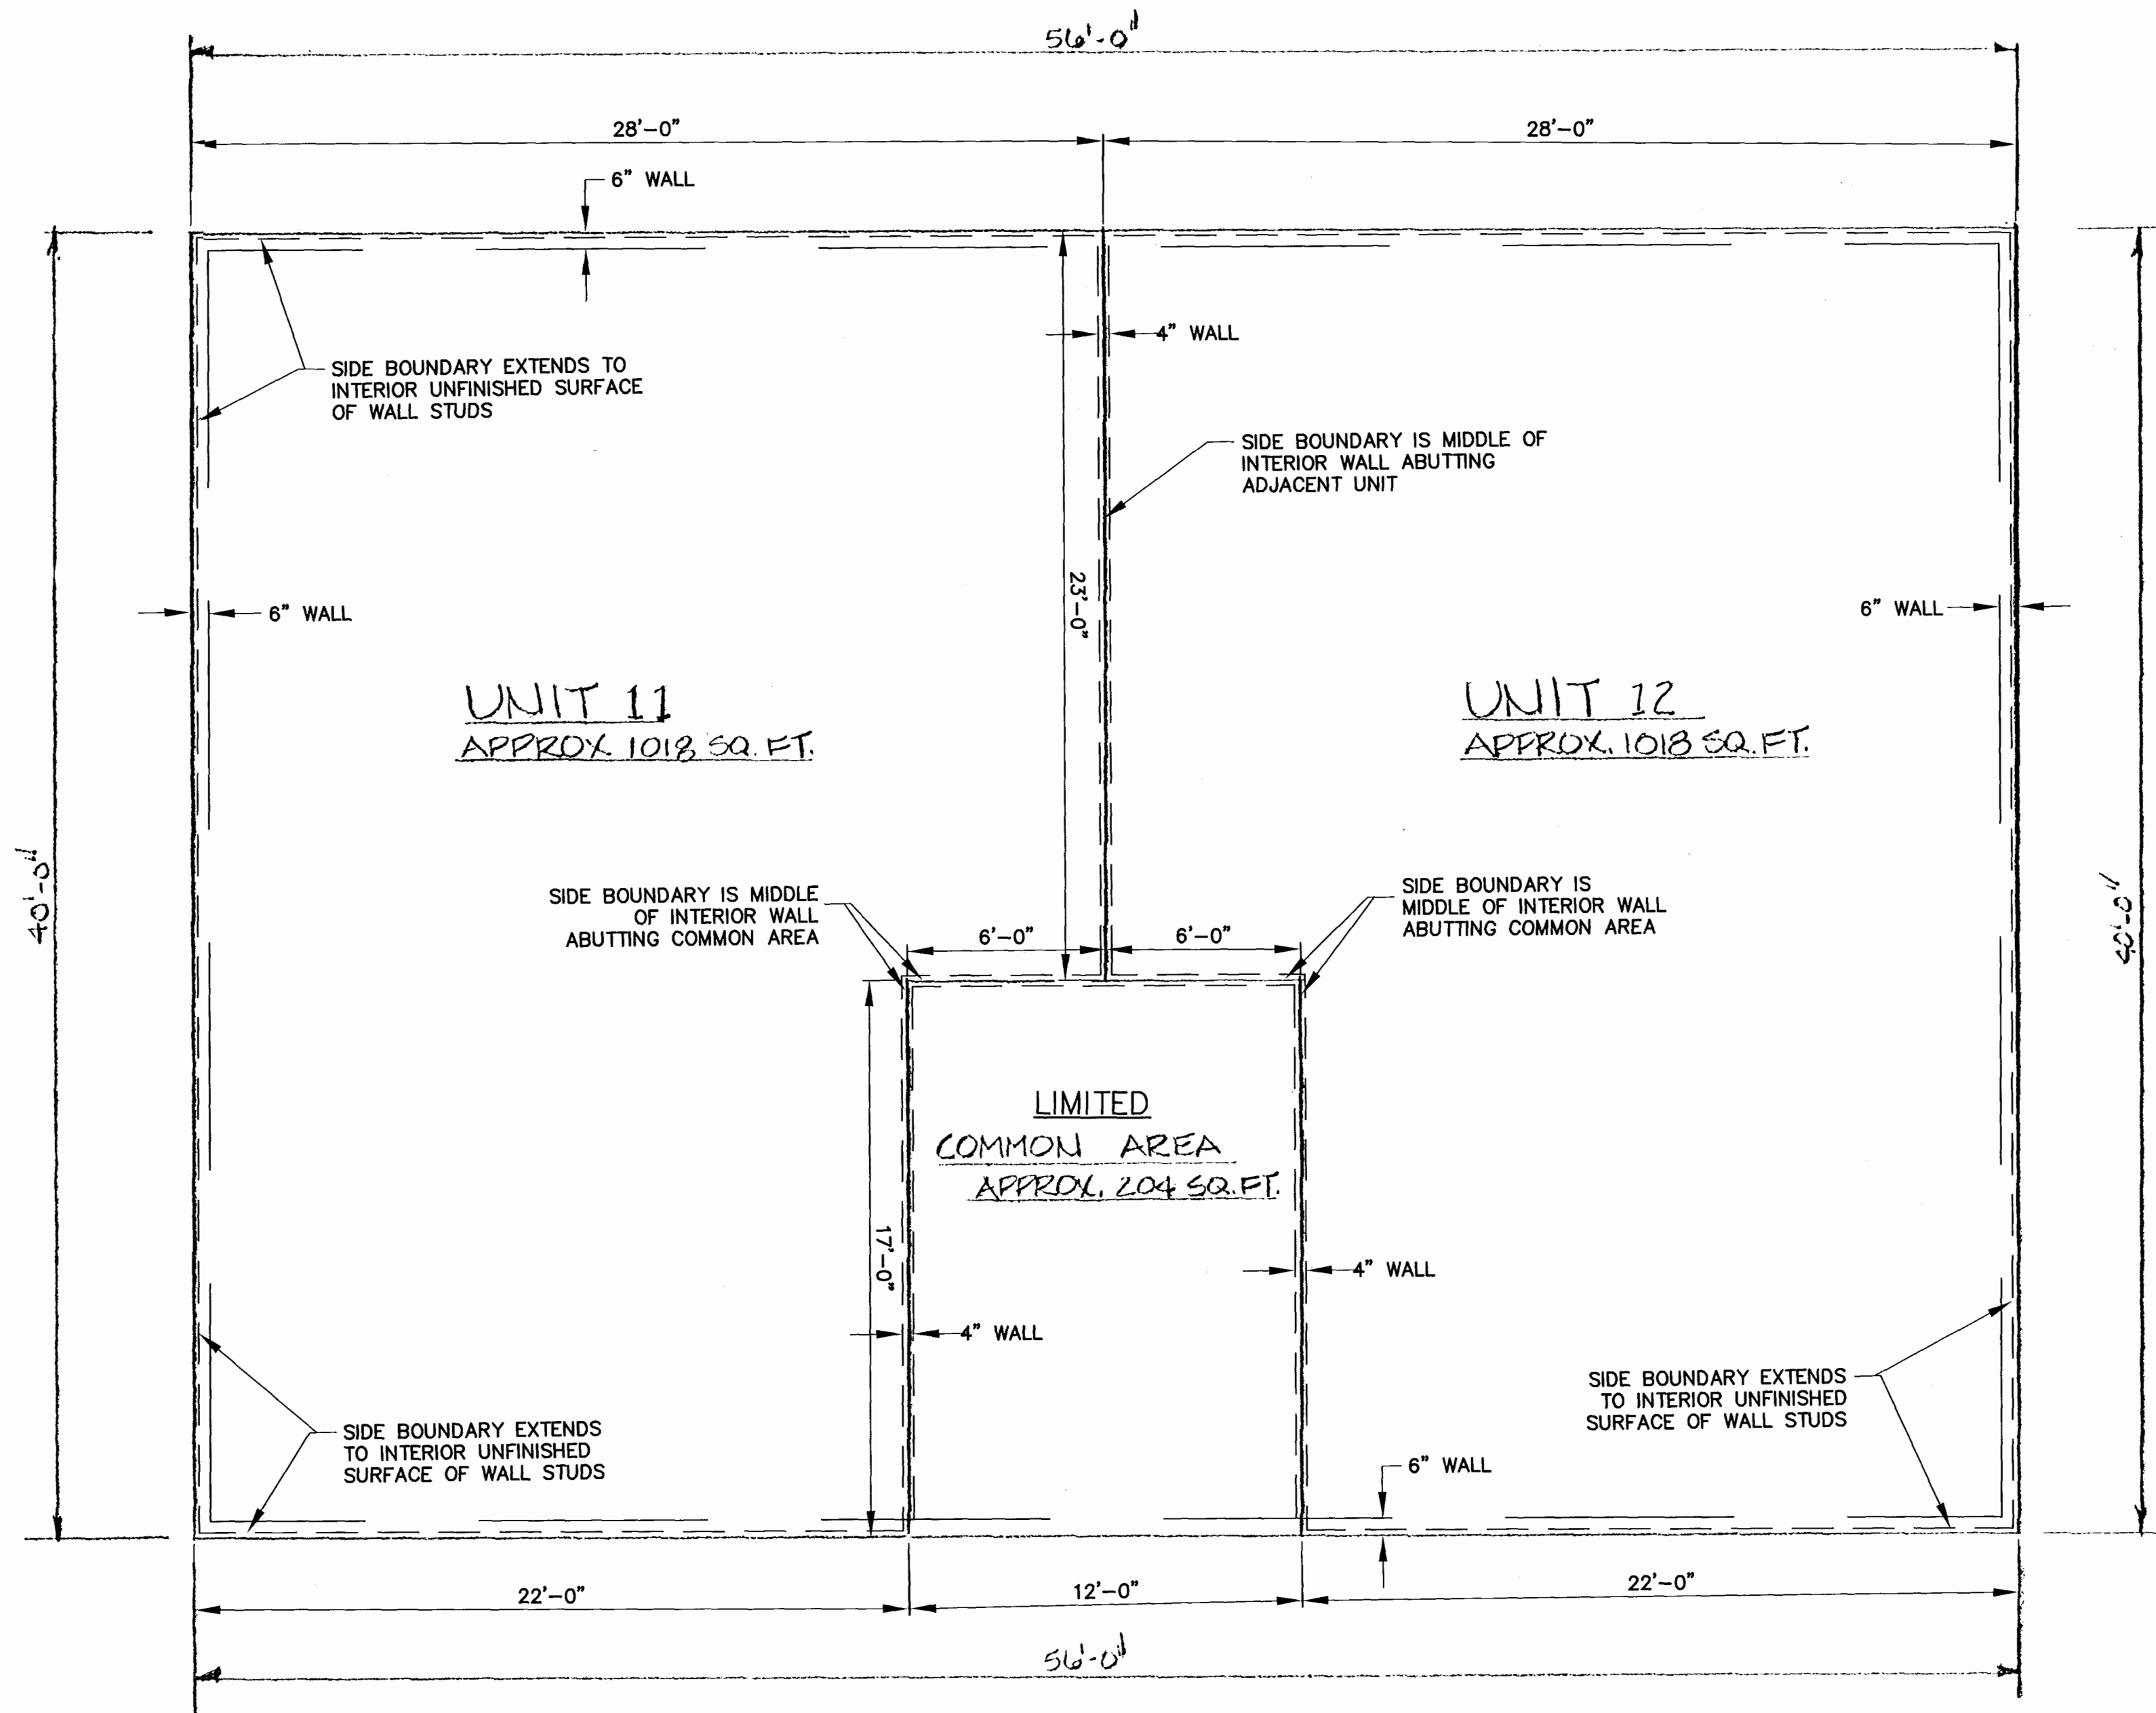 56'-0"
28'-0"
28'-0"
6" WALL
4" WALL
SIDE BOUNDARY EXTENDS TO
INTERIOR UNFINISHED SURFACE
OF WALL STUDS
SIDE BOUNDARY IS MIDDLE OF
INTERIOR WALL ABUTTING
ADJACENT UNIT
23'-0"
6" WALL
6" WALL
UNIT 11
APPROX. 1018 SQ. FT.
UNIT 12
APPROX. 1018 SQ. FT.
40'-0"
40'-0"
SIDE BOUNDARY IS MIDDLE
OF INTERIOR WALL
ABUTTING COMMON AREA
SIDE BOUNDARY IS
MIDDLE OF INTERIOR WALL
ABUTTING COMMON AREA
6'-0"
6'-0"
LIMITED
COMMON AREA
APPROX. 204 SQ. FT.
17'-0"
4" WALL
4" WALL
SIDE BOUNDARY EXTENDS
TO INTERIOR UNFINISHED
SURFACE OF WALL STUDS
SIDE BOUNDARY EXTENDS
TO INTERIOR UNFINISHED
SURFACE OF WALL STUDS
6" WALL
22'-0"
12'-0"
22'-0"
56'-0"